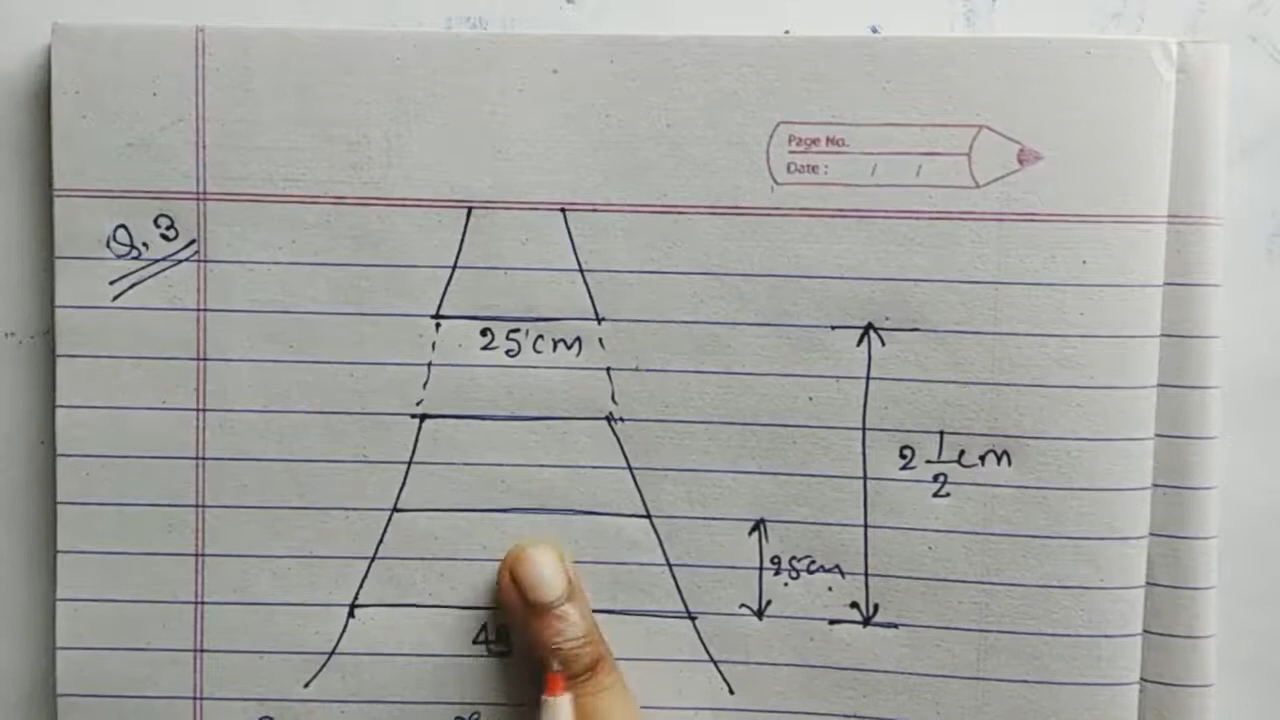 Page No.
Date : / /
Q. 3
25 cm
2 1/2 cm
25cm